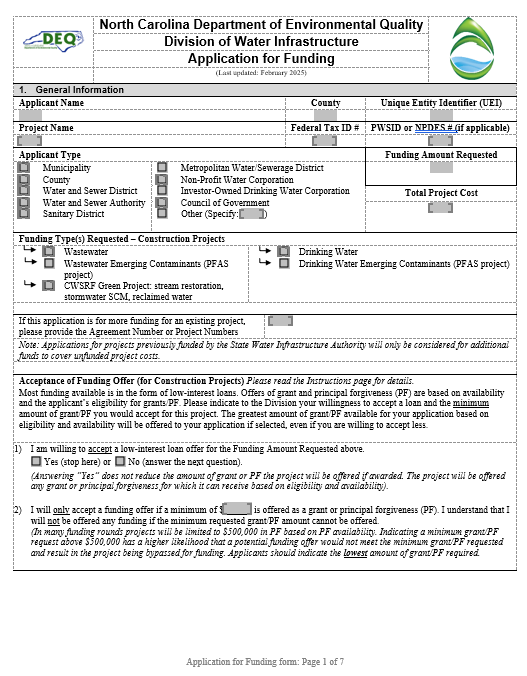 DEQ
North Carolina Department of Environmental Quality
Division of Water Infrastructure
Application for Funding
(Last updated: February 2025)
1. General Information
Applicant Name
County
Unique Entity Identifier (UEI)
Project Name
Federal Tax ID #
PWSID or NPDES # (if applicable)
Applicant Type
Funding Amount Requested
Municipality
Metropolitan Water/Sewerage District
County
Non-Profit Water Corporation
Water and Sewer District
Investor-Owned Drinking Water Corporation
Total Project Cost
Water and Sewer Authority
Council of Government
Sanitary District
Other (Specify: )
Funding Type(s) Requested – Construction Projects
Wastewater
Drinking Water
Wastewater Emerging Contaminants (PFAS
project)
Drinking Water Emerging Contaminants (PFAS project)
CWSRF Green Project: stream restoration,
stormwater SCM, reclaimed water
If this application is for more funding for an existing project,
please provide the Agreement Number or Project Numbers
Note: Applications for projects previously funded by the State Water Infrastructure Authority will only be considered for additional
funds to cover unfunded project costs.
Acceptance of Funding Offer (for Construction Projects) Please read the Instructions page for details.
Most funding available is in the form of low-interest loans. Offers of grant and principal forgiveness (PF) are based on availability
and the applicant's eligibility for grants/PF. Please indicate to the Division your willingness to accept a loan and the minimum
amount of grant/PF you would accept for this project. The greatest amount of grant/PF available for your application based on
eligibility and availability will be offered to your application if selected, even if you are willing to accept less.
1) I am willing to accept a low-interest loan offer for the Funding Amount Requested above.
Yes (stop here) or No (answer the next question).
(Answering "Yes" does not reduce the amount of grant or PF the project will be offered if awarded. The project will be offered
any grant or principal forgiveness for which it can receive based on eligibility and availability).
2) I will only accept a funding offer if a minimum of $ is offered as a grant or principal forgiveness (PF). I understand that I
will not be offered any funding if the minimum requested grant/PF amount cannot be offered.
(In many funding rounds projects will be limited to $500,000 in PF based on PF availability. Indicating a minimum grant/PF
request above $500,000 has a higher likelihood that a potential funding offer would not meet the minimum grant/PF requested
and result in the project being bypassed for funding. Applicants should indicate the lowest amount of grant/PF required.
Application for Funding form: Page 1 of 7